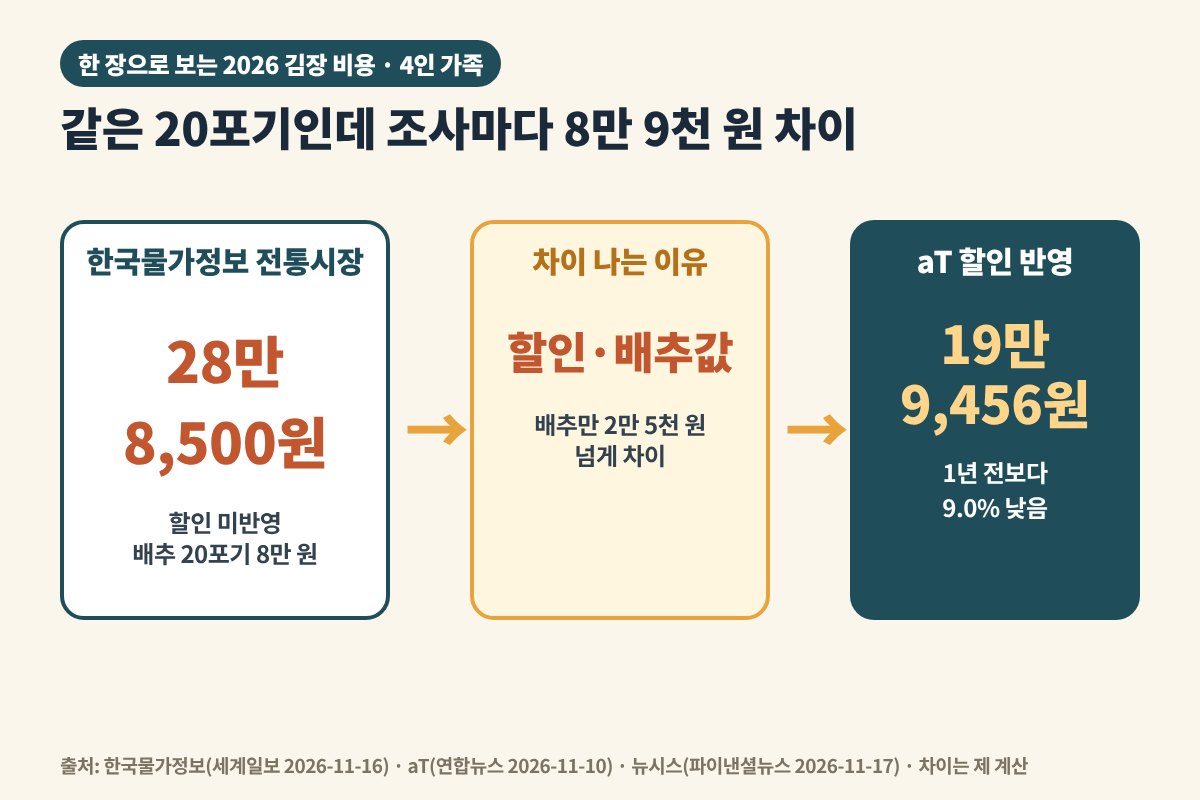 한 장으로 보는 2026 김장 비용 · 4인 가족
같은 20포기인데 조사마다 8만 9천 원 차이
한국물가정보 전통시장
28만
8,500원
할인 미반영
배추 20포기 8만 원
→
차이 나는 이유
할인·배추값
배추만 2만 5천 원
넘게 차이
→
aT 할인 반영
19만
9,456원
1년 전보다
9.0% 낮음
출처: 한국물가정보(세계일보 2026-11-16) · aT(연합뉴스 2026-11-10) · 뉴시스(파이낸셜뉴스 2026-11-17) · 차이는 제 계산